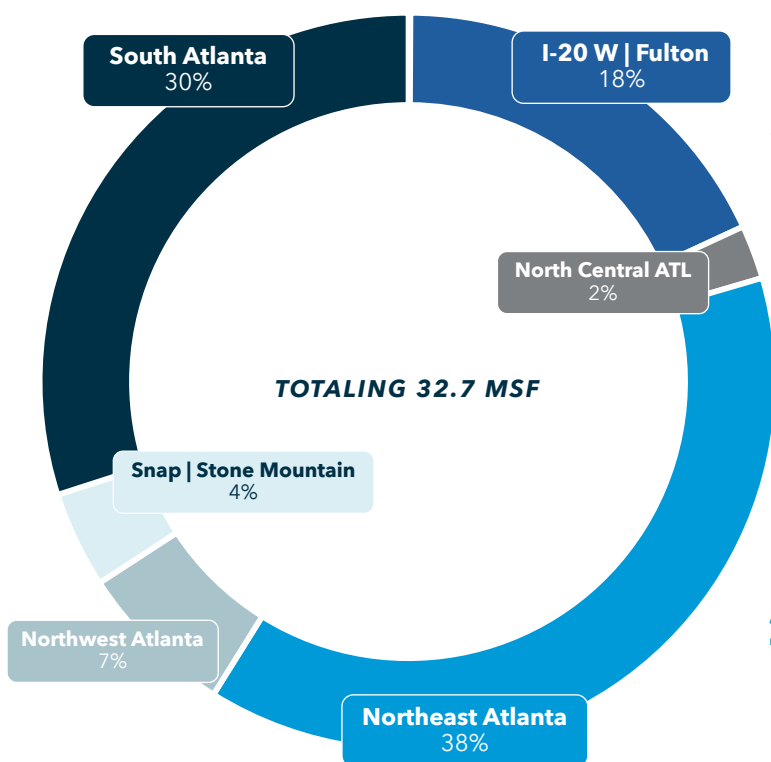 South Atlanta
30%
I-20 W | Fulton
18%
North Central ATL
2%
TOTALING 32.7 MSF
Snap | Stone Mountain
4%
Northwest Atlanta
7%
Northeast Atlanta
38%